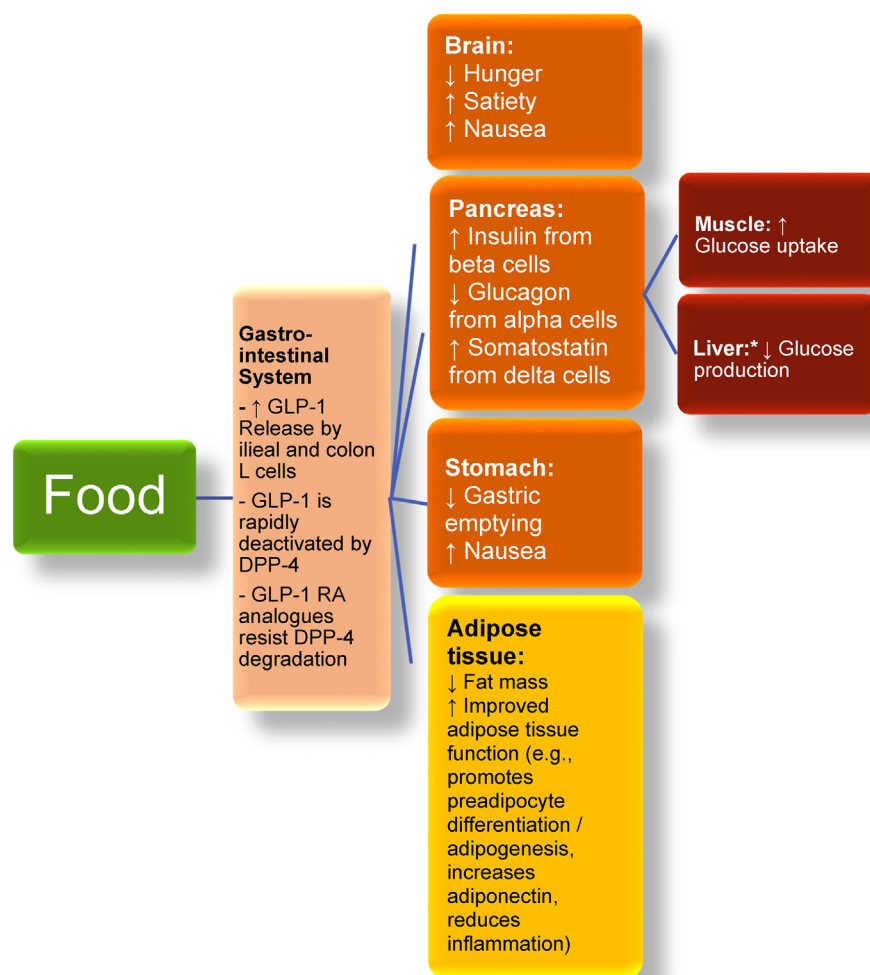 Food
Gastro-
intestinal
System
- ↑ GLP-1
Release by
ilieal and colon
L cells
- GLP-1 is
rapidly
deactivated by
DPP-4
- GLP-1 RA
analogues
resist DPP-4
degradation
Brain:
↓ Hunger
↑ Satiety
↑ Nausea
Pancreas:
↑ Insulin from
beta cells
↓ Glucagon
from alpha cells
↑ Somatostatin
from delta cells
Muscle: ↑
Glucose uptake
Liver:* ↓ Glucose
production
Stomach:
↓ Gastric
emptying
↑ Nausea
Adipose
tissue:
↓ Fat mass
↑ Improved
adipose tissue
function (e.g.,
promotes
preadipocyte
differentiation /
adipogenesis,
increases
adiponectin,
reduces
inflammation)